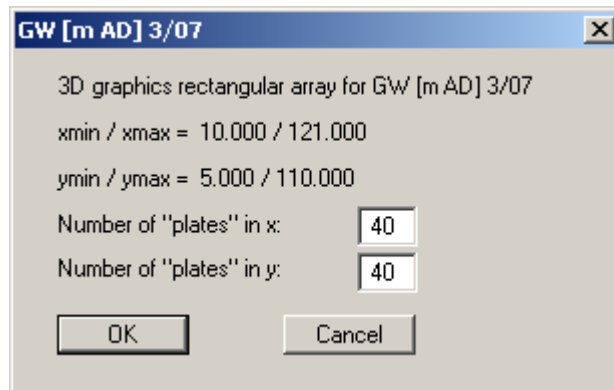 GW [m AD] 3/07
3D graphics rectangular array for GW [m AD] 3/07
xmin / xmax = 10.000 / 121.000
ymin / ymax = 5.000 / 110.000
Number of "plates" in x: 40
Number of "plates" in y: 40
OK Cancel